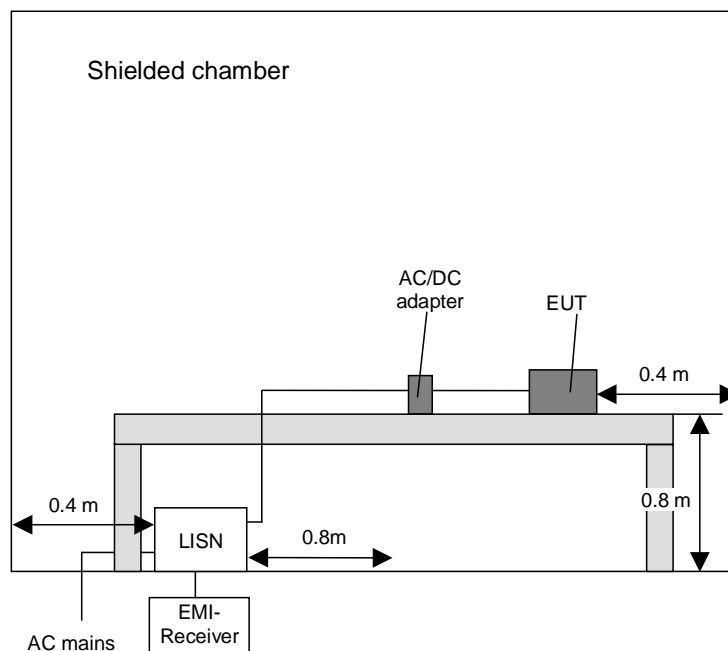 Shielded chamber
AC/DC
adapter
EUT
0.4 m
0.4 m
0.8 m
LISN
0.8m
EMI-
Receiver
AC mains